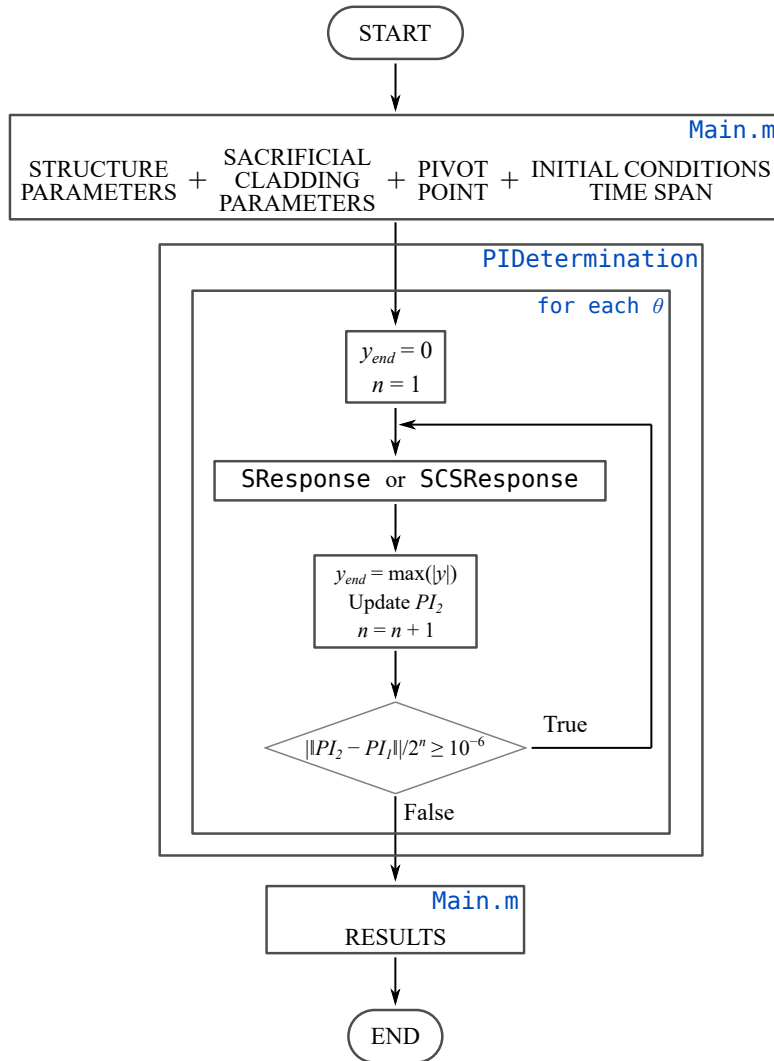 START
Main.m
STRUCTURE PARAMETERS + SACRIFICIAL CLADDING PARAMETERS + PIVOT POINT + INITIAL CONDITIONS TIME SPAN
PIDetermination
for each θ
y_end = 0
n = 1
SResponse or SCSResponse
y_end = max(|y|)
Update PI_2
n = n + 1
|‖PI_2 − PI_1‖|/2^n ≥ 10^−6
True
False
Main.m
RESULTS
END